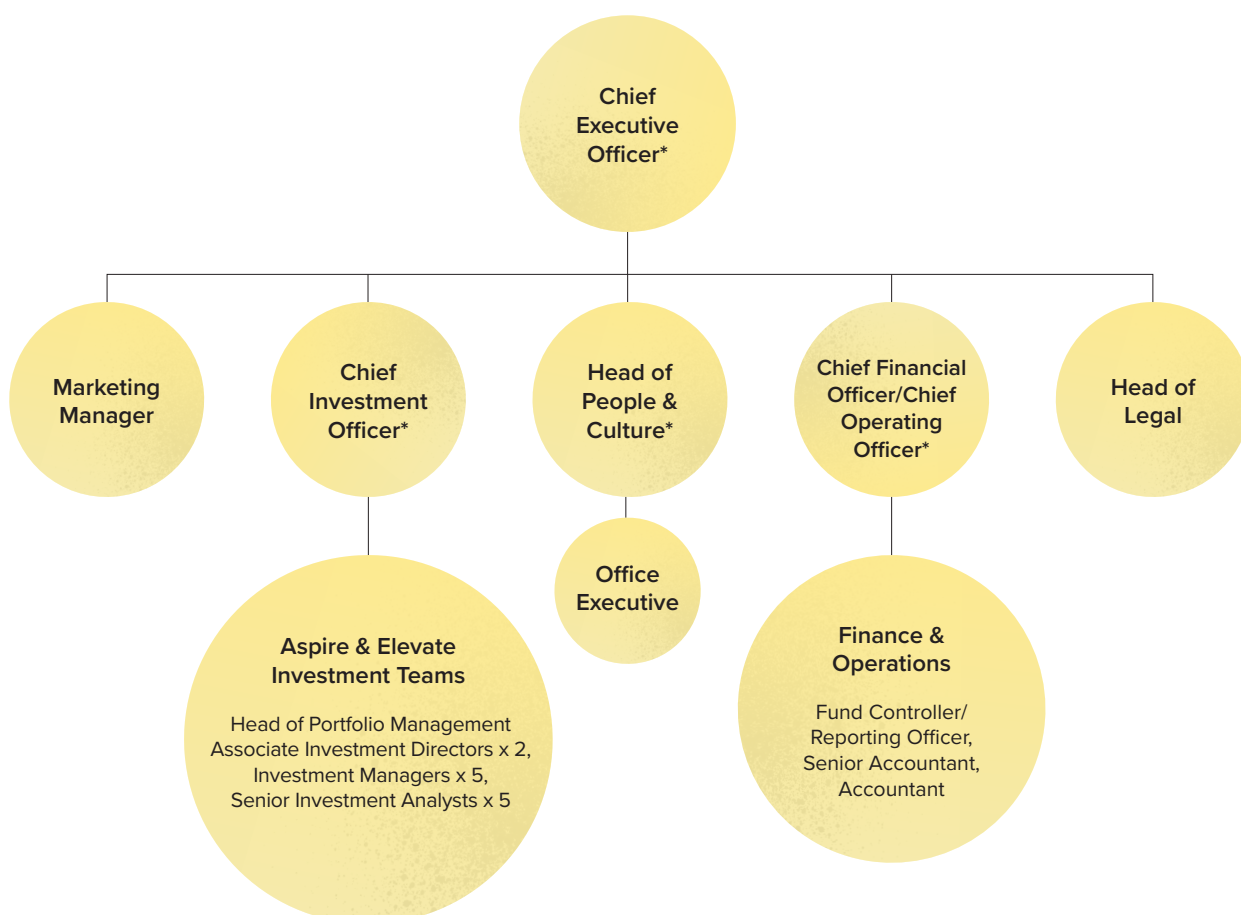 Chief
Executive
Officer*
Marketing
Manager
Chief
Investment
Officer*
Head of
People &
Culture*
Chief Financial
Officer/Chief
Operating
Officer*
Head of
Legal
Aspire & Elevate
Investment Teams
Head of Portfolio Management
Associate Investment Directors x 2,
Investment Managers x 5,
Senior Investment Analysts x 5
Office
Executive
Finance &
Operations
Fund Controller/
Reporting Officer,
Senior Accountant,
Accountant